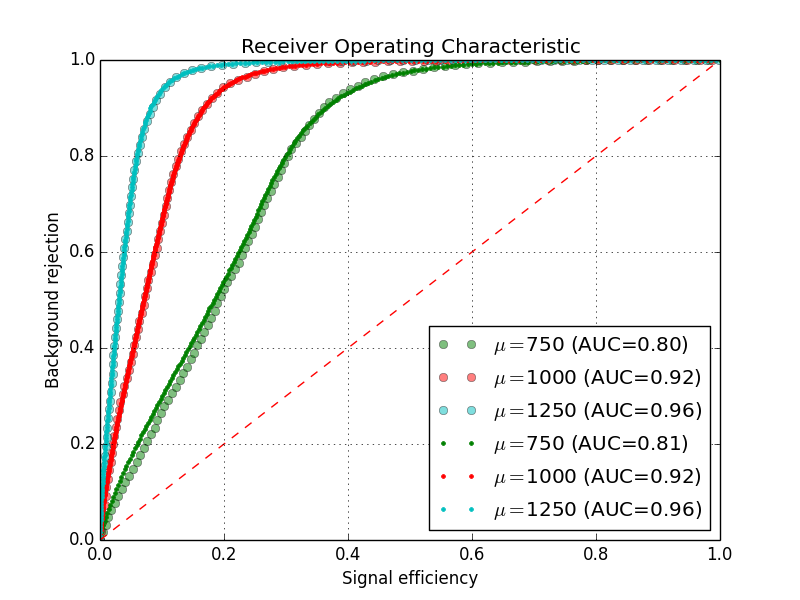 Receiver Operating Characteristic
Background rejection
1.0
0.8
0.6
0.4
0.2
0.0
μ=750 (AUC=0.80)
μ=1000 (AUC=0.92)
μ=1250 (AUC=0.96)
μ=750 (AUC=0.81)
μ=1000 (AUC=0.92)
μ=1250 (AUC=0.96)
0.0 0.2 0.4 0.6 0.8 1.0
Signal efficiency